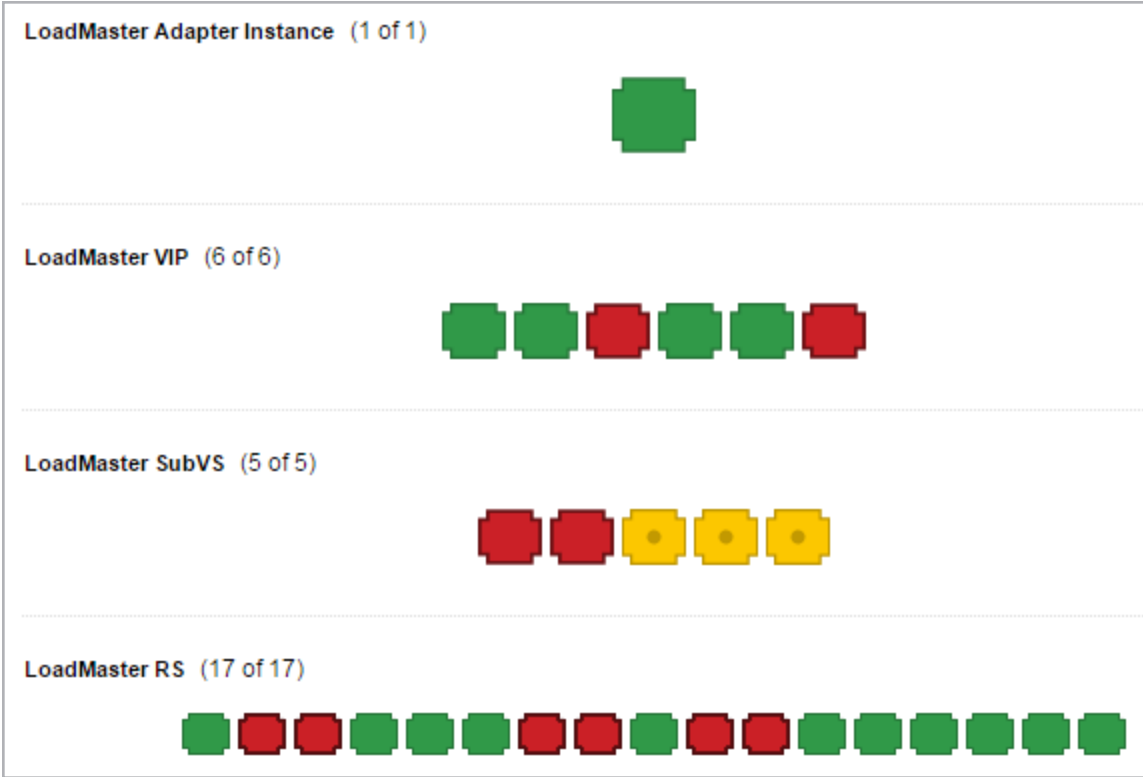 LoadMaster Adapter Instance (1 of 1)
LoadMaster VIP (6 of 6)
LoadMaster SubVS (5 of 5)
LoadMaster RS (17 of 17)